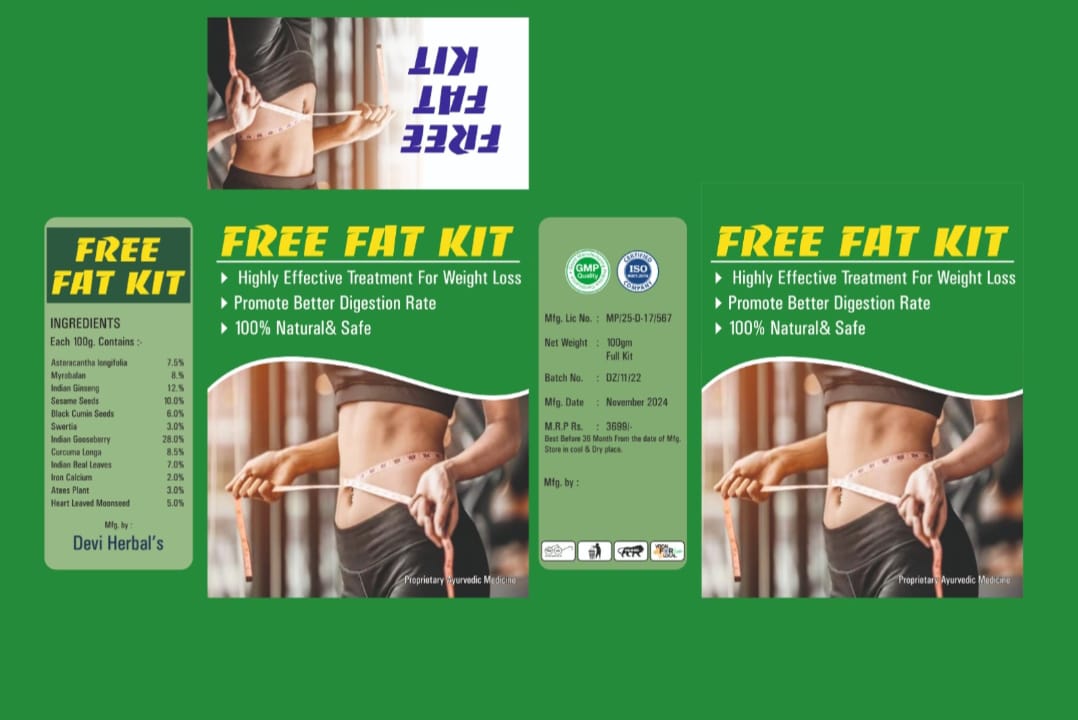 FREE
FAT
KIT
FREE
FAT KIT
INGREDIENTS
Each 100g. Contains :-
Asteracantha longifolia 7.5%
Myrobalan 8.%
Indian Ginseng 12.%
Sesame Seeds 10.0%
Black Cumin Seeds 6.0%
Swertia 3.0%
Indian Gooseberry 28.0%
Curcuma Longa 8.5%
Indian Beal Leaves 7.0%
Iron Calcium 2.0%
Atees Plant 3.0%
Heart Leaved Moonseed 5.0%
Mfg. by :
Devi Herbal's
FREE FAT KIT
Highly Effective Treatment For Weight Loss
Promote Better Digestion Rate
100% Natural& Safe
Proprietary Ayurvedic Medicine
GMP
Quality
CERTIFIED
ISO
COMPANY
Mfg. Lic No. : MP/25-D-17/567
Net Weight : 100gm
Full Kit
Batch No. : DZ/11/22
Mfg. Date : November 2024
M.R.P Rs. : 3699/-
Best Before 36 Month From the date of Mfg.
Store in cool & Dry place.
Mfg. by :
VOCAL
FOR
LOCAL
FREE FAT KIT
Highly Effective Treatment For Weight Loss
Promote Better Digestion Rate
100% Natural& Safe
Proprietary Ayurvedic Medicine